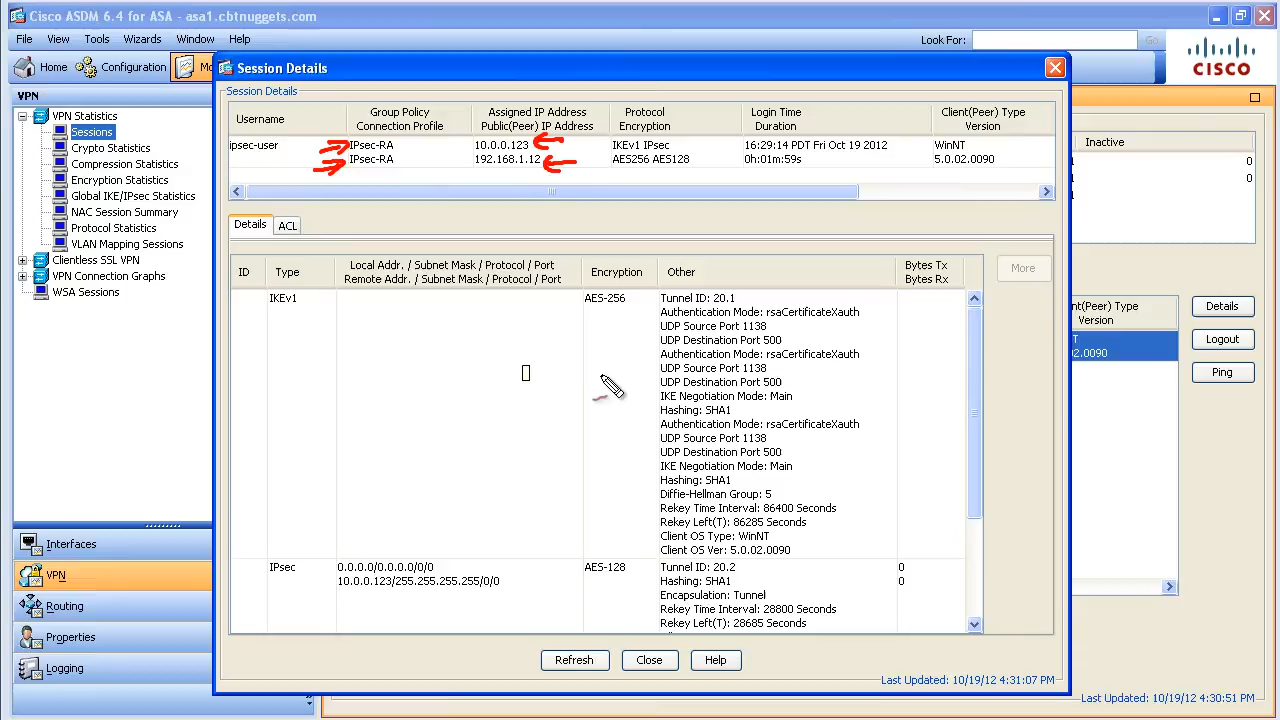 Cisco ASDM 6.4 for ASA - asa1.cbtnuggets.com
File View Tools Wizards Window Help Look For: Go
Home Configuration Mo
CISCO
VPN
VPN Statistics
Sessions
Crypto Statistics
Compression Statistics
Encryption Statistics
Global IKE/IPsec Statistics
NAC Session Summary
Protocol Statistics
VLAN Mapping Sessions
Clientless SSL VPN
VPN Connection Graphs
WSA Sessions
Interfaces
VPN
Routing
Properties
Logging
Session Details
Session Details
Username Group Policy Assigned IP Address Protocol Login Time Client(Peer) Type
Connection Profile Public(Peer) IP Address Encryption Duration Version
ipsec-user IPsec-RA 10.0.0.123 IKEv1 IPsec 16:29:14 PDT Fri Oct 19 2012 WinNT
IPsec-RA 192.168.1.12 AES256 AES128 0h:01m:59s 5.0.02.0090
Details ACL
ID Type Local Addr. / Subnet Mask / Protocol / Port Encryption Other Bytes Tx
Remote Addr. / Subnet Mask / Protocol / Port Bytes Rx
More
IKEv1 AES-256 Tunnel ID: 20.1
Authentication Mode: rsaCertificateXauth
UDP Source Port 1138
UDP Destination Port 500
Authentication Mode: rsaCertificateXauth
UDP Source Port 1138
UDP Destination Port 500
IKE Negotiation Mode: Main
Hashing: SHA1
Authentication Mode: rsaCertificateXauth
UDP Source Port 1138
UDP Destination Port 500
IKE Negotiation Mode: Main
Hashing: SHA1
Diffie-Hellman Group: 5
Rekey Time Interval: 86400 Seconds
Rekey Left(T): 86285 Seconds
Client OS Type: WinNT
Client OS Ver: 5.0.02.0090
IPsec 0.0.0.0/0.0.0.0/0/0 AES-128 Tunnel ID: 20.2 0
10.0.0.123/255.255.255.255/0/0 Hashing: SHA1 0
Encapsulation: Tunnel
Rekey Time Interval: 28800 Seconds
Rekey Left(T): 28685 Seconds
Refresh Close Help
Last Updated: 10/19/12 4:31:07 PM
Inactive
0
0
nt(Peer) Type
Version
T
02.0090
Details
Logout
Ping
Last Updated: 10/19/12 4:30:51 PM